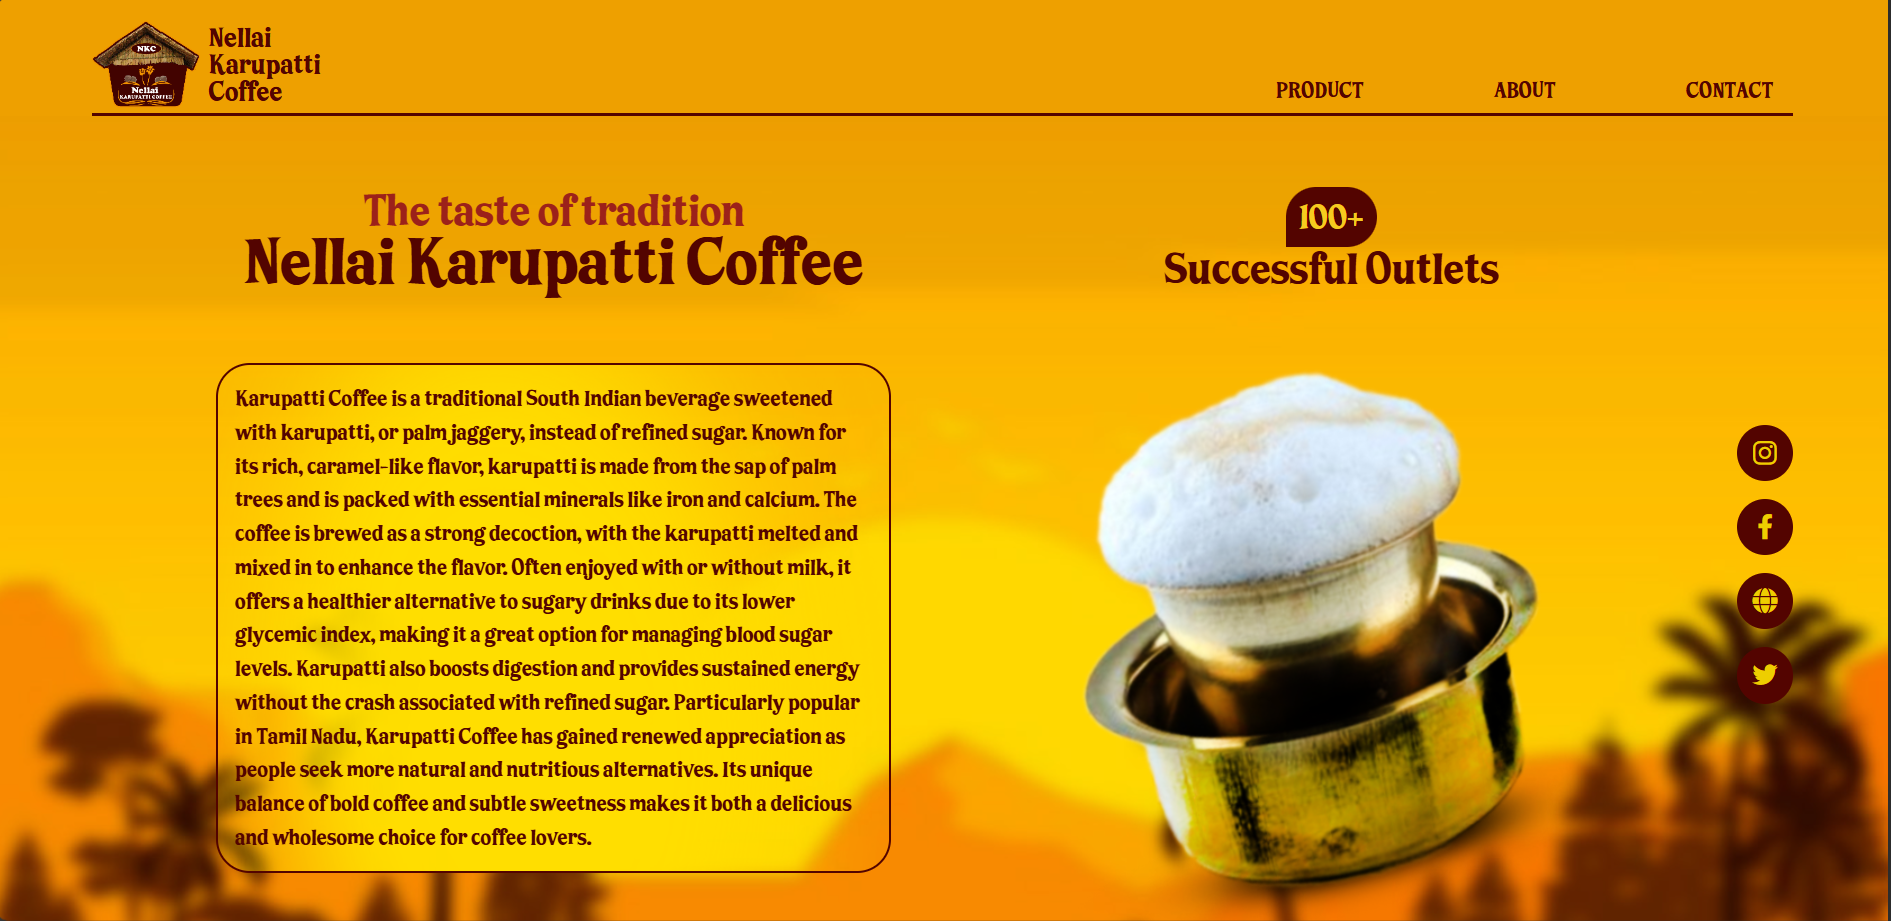 NKC
Nellai
KARUPATTI COFFEE
Nellai
Karupatti
Coffee
PRODUCT
ABOUT
CONTACT
The taste of tradition
Nellai Karupatti Coffee
100+
Successful Outlets
Karupatti Coffee is a traditional South Indian beverage sweetened
with karupatti, or palm jaggery, instead of refined sugar. Known for
its rich, caramel-like flavor, karupatti is made from the sap of palm
trees and is packed with essential minerals like iron and calcium. The
coffee is brewed as a strong decoction, with the karupatti melted and
mixed in to enhance the flavor. Often enjoyed with or without milk, it
offers a healthier alternative to sugary drinks due to its lower
glycemic index, making it a great option for managing blood sugar
levels. Karupatti also boosts digestion and provides sustained energy
without the crash associated with refined sugar. Particularly popular
in Tamil Nadu, Karupatti Coffee has gained renewed appreciation as
people seek more natural and nutritious alternatives. Its unique
balance of bold coffee and subtle sweetness makes it both a delicious
and wholesome choice for coffee lovers.